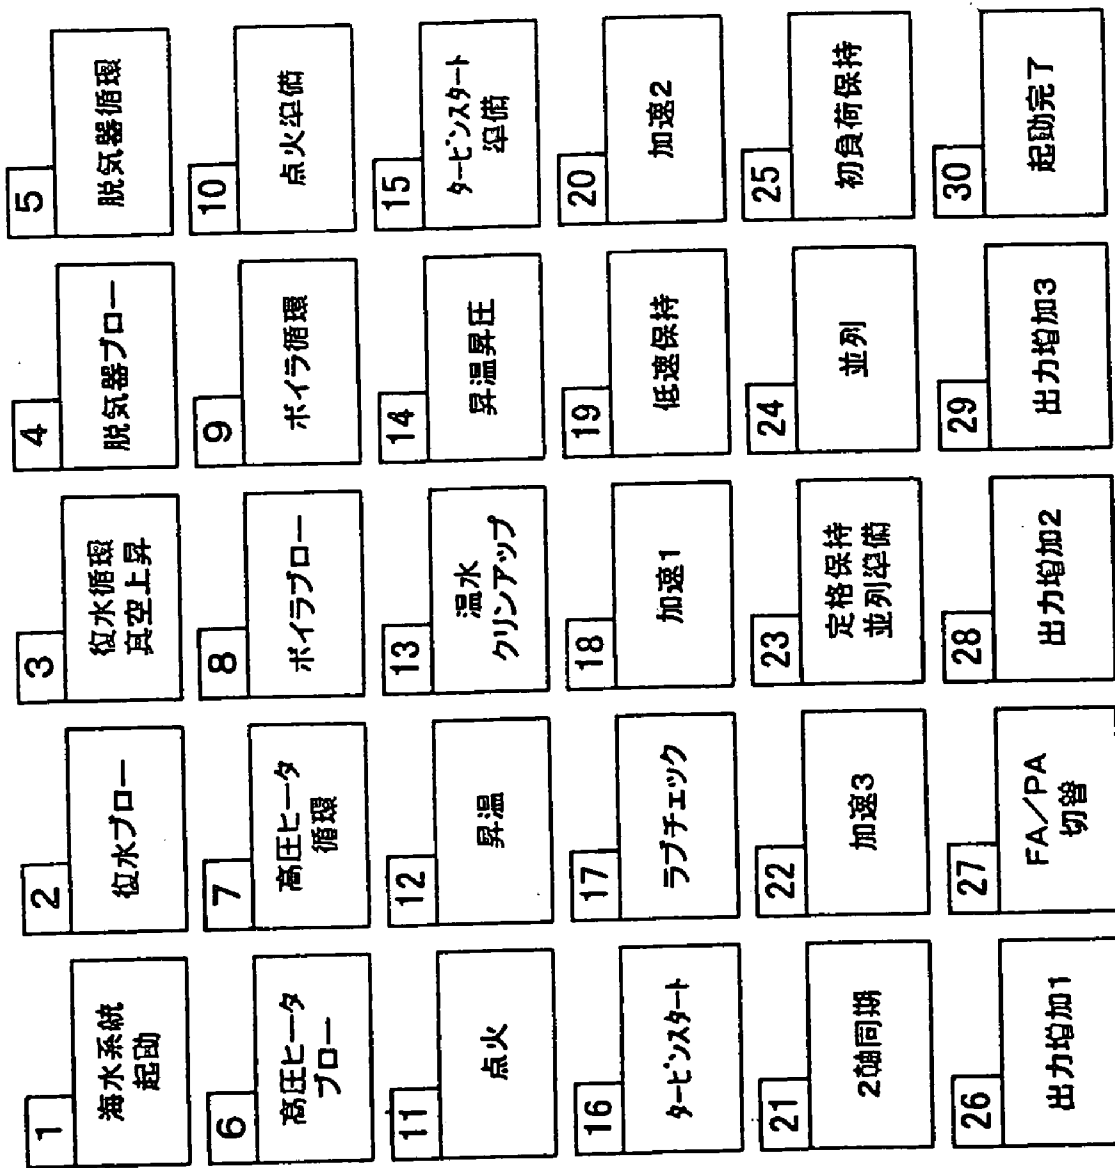 1
海水系統
起動
2
復水ブロー
3
復水循環
真空上昇
4
脱気器ブロー
5
脱気器循環
6
高圧ヒータ
ブロー
7
高圧ヒータ
循環
8
ボイラブロー
9
ボイラ循環
10
点火準備
11
点火
12
昇温
13
温水
クリンアップ
14
昇温昇圧
15
タービンスタート
準備
16
タービンスタート
17
ラブチェック
18
加速1
19
低速保持
20
加速2
21
2軸同期
22
加速3
23
定格保持
並列準備
24
並列
25
初負荷保持
26
出力増加1
27
FA／PA
切替
28
出力増加2
29
出力増加3
30
起動完了